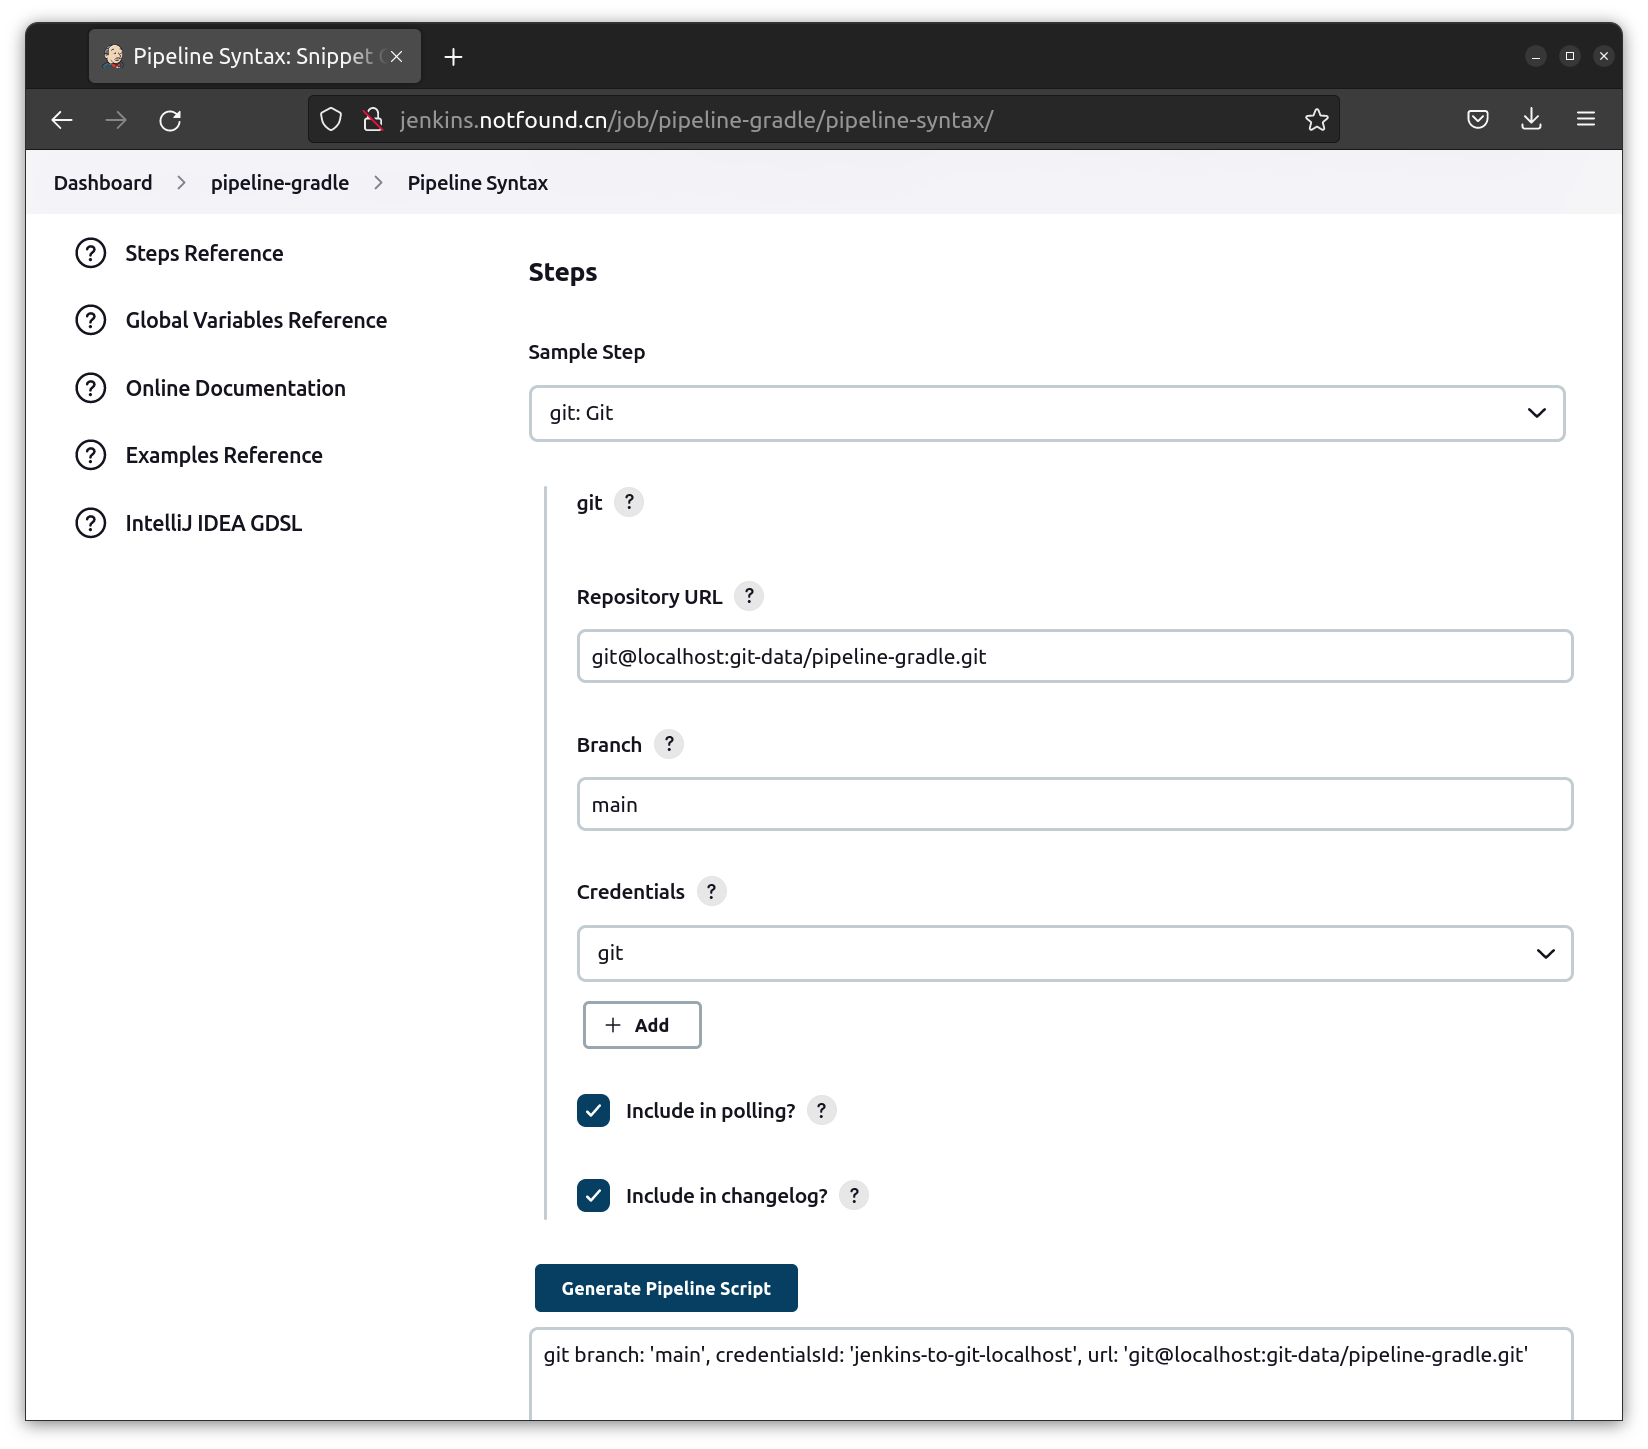 Pipeline Syntax: Snippet
jenkins.notfound.cn/job/pipeline-gradle/pipeline-syntax/
Dashboard > pipeline-gradle > Pipeline Syntax
? Steps Reference
? Global Variables Reference
? Online Documentation
? Examples Reference
? IntelliJ IDEA GDSL
Steps
Sample Step
git: Git
git ?
Repository URL ?
git@localhost:git-data/pipeline-gradle.git
Branch ?
main
Credentials ?
git
+ Add
Include in polling? ?
Include in changelog? ?
Generate Pipeline Script
git branch: 'main', credentialsId: 'jenkins-to-git-localhost', url: 'git@localhost:git-data/pipeline-gradle.git'